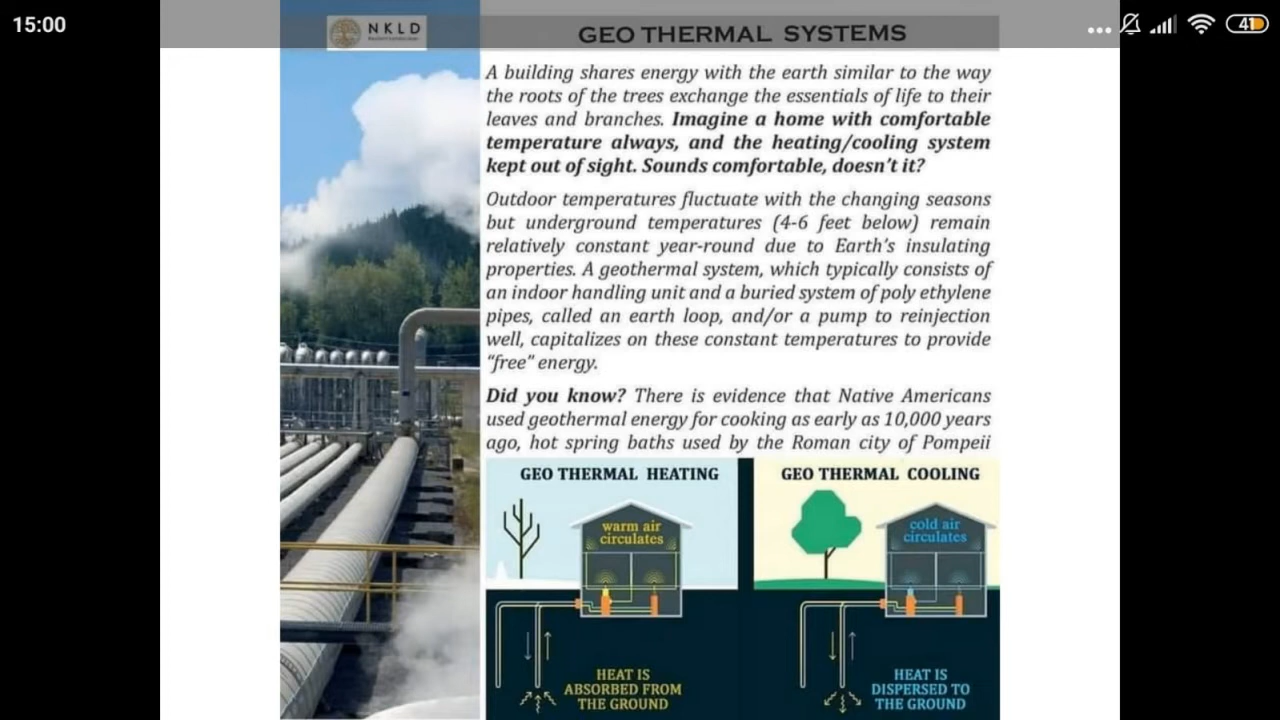 15:00
41
NKLD
GEO THERMAL SYSTEMS
A building shares energy with the earth similar to the way
the roots of the trees exchange the essentials of life to their
leaves and branches. Imagine a home with comfortable
temperature always, and the heating/cooling system
kept out of sight. Sounds comfortable, doesn't it?
Outdoor temperatures fluctuate with the changing seasons
but underground temperatures (4-6 feet below) remain
relatively constant year-round due to Earth's insulating
properties. A geothermal system, which typically consists of
an indoor handling unit and a buried system of poly ethylene
pipes, called an earth loop, and/or a pump to reinjection
well, capitalizes on these constant temperatures to provide
"free" energy.
Did you know? There is evidence that Native Americans
used geothermal energy for cooking as early as 10,000 years
ago, hot spring baths used by the Roman city of Pompeii
GEO THERMAL HEATING
warm air
circulates
HEAT IS
ABSORBED FROM
THE GROUND
GEO THERMAL COOLING
cold air
circulates
HEAT IS
DISPERSED TO
THE GROUND